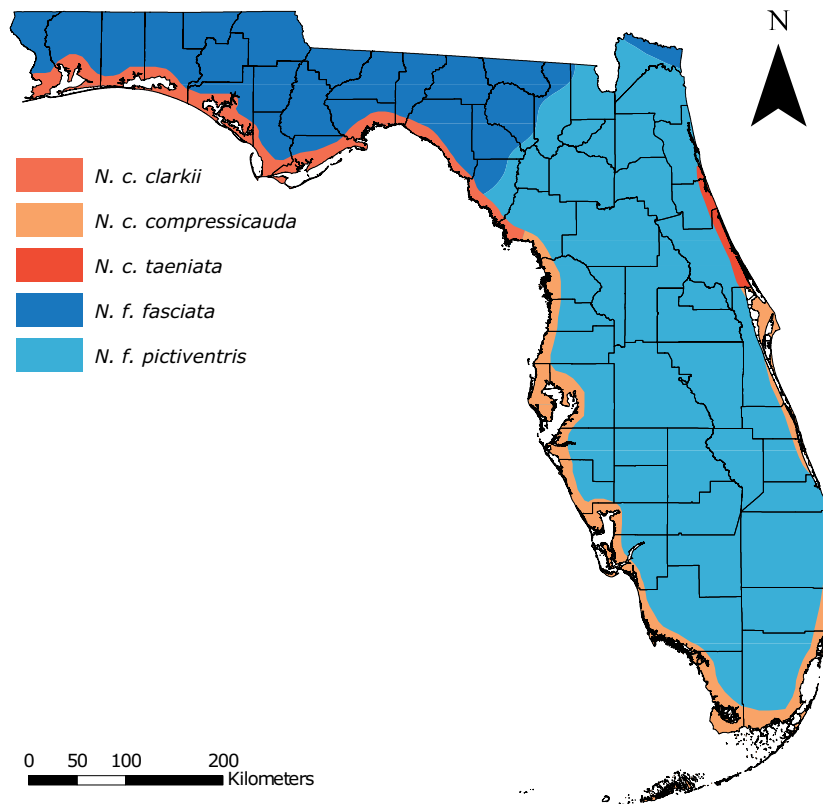 N
N. c. clarkii
N. c. compressicauda
N. c. taeniata
N. f. fasciata
N. f. pictiventris
0 50 100 200
Kilometers